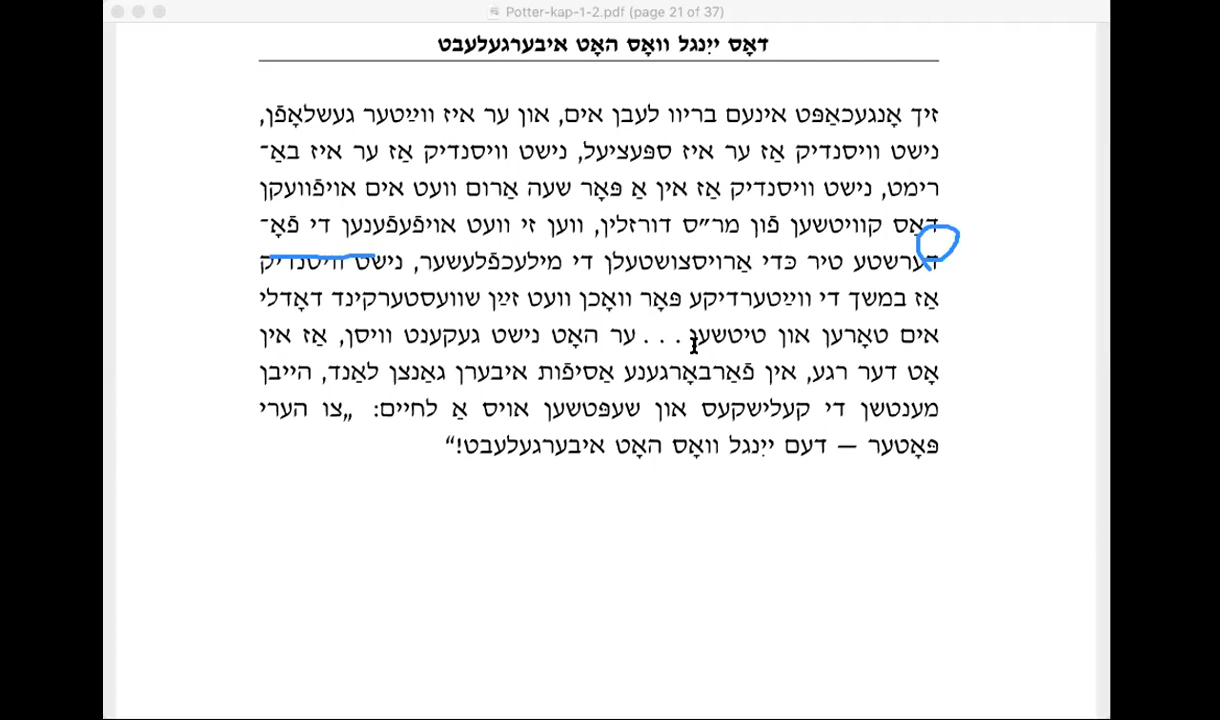 Potter-kap-1-2.pdf (page 21 of 37)
דאָס ייִנגל וואָס האָט איבערגעלעבט
זיך אָנגעכאַפּט אינעם בריוו לעבן אים, און ער איז ווײַטער געשלאָפֿן,
נישט וויסנדיק אַז ער איז ספּעציעל, נישט וויסנדיק אַז ער איז באַ־
רימט, נישט וויסנדיק אַז אין אַ פּאָר שעה אַרום וועט אים אויפֿוועקן
דאָס קוויטשען פֿון מר״ס דורזלין, ווען זי וועט אויפֿעפֿענען די פֿאָ־
דערשטע טיר כּדי אַרויסצושטעלן די מילעכפֿלעשער, נישט וויסנדיק
אַז במשך די ווײַטערדיקע פּאָר וואָכן וועט זײַן שוועסטערקינד דאָדלי
אים טאָרען און טיטשען . . . ער האָט נישט געקענט וויסן, אַז אין
אָט דער רגע, אין פֿאַרבאָרגענע אַסיפֿות איבערן גאַנצן לאַנד, הייבן
מענטשן די קעלישקעס און שעפּטשען אויס אַ לחיים: „צו הערי
פּאָטער — דעם ייִנגל וואָס האָט איבערגעלעבט!“